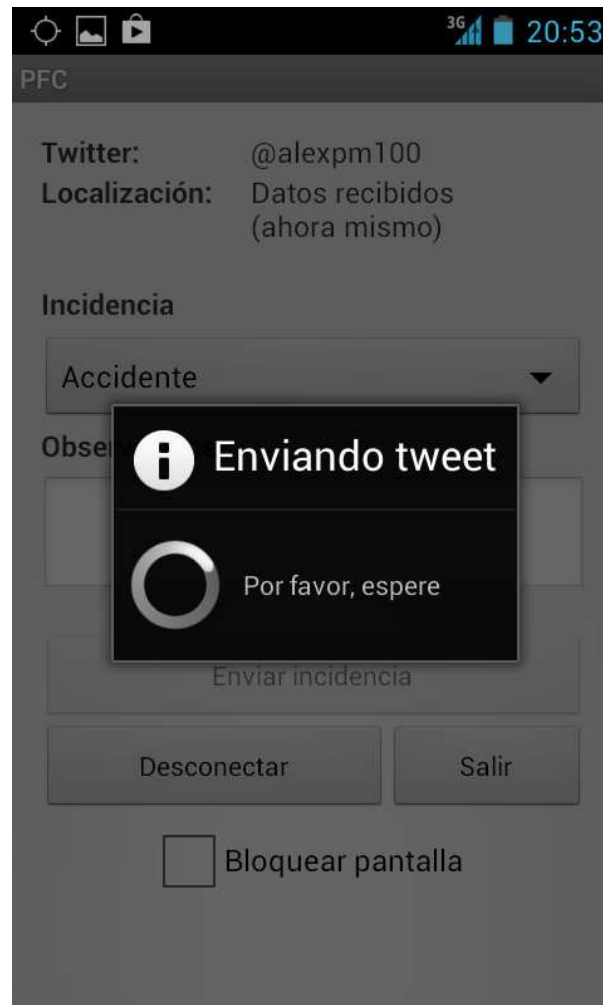 3G 20:53
PFC
Twitter: @alexpm100
Localización: Datos recibidos
(ahora mismo)
Incidencia
Accidente
Enviando tweet
Por favor, espere
Enviar incidencia
Desconectar Salir
Bloquear pantalla